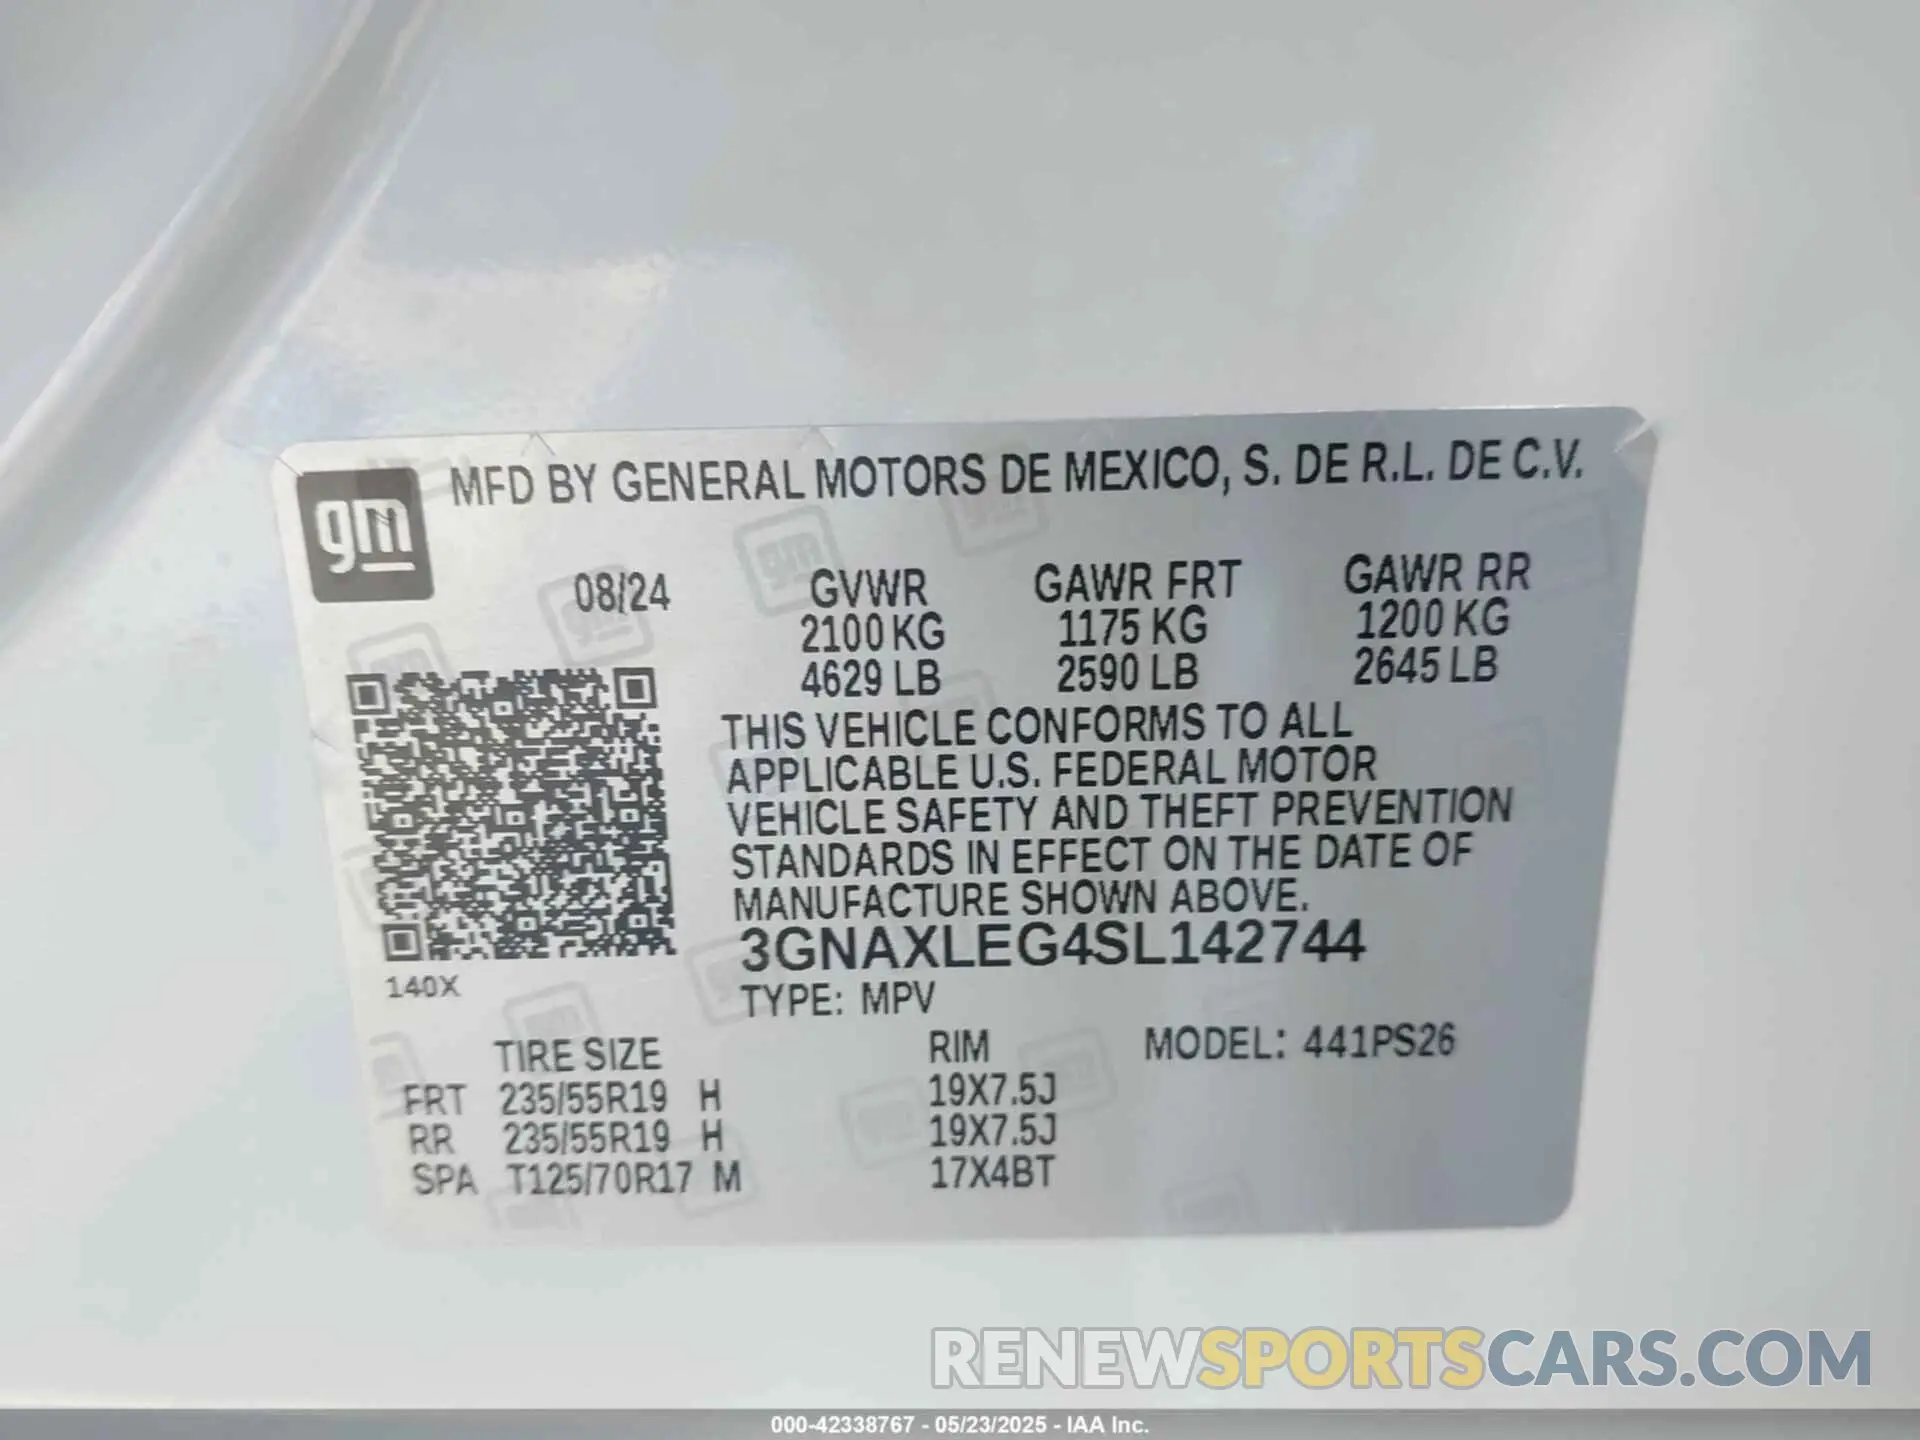 gm
MFD BY GENERAL MOTORS DE MEXICO, S. DE R.L. DE C.V.
08/24 GVWR GAWR FRT GAWR RR
2100 KG 1175 KG 1200 KG
4629 LB 2590 LB 2645 LB
THIS VEHICLE CONFORMS TO ALL
APPLICABLE U.S. FEDERAL MOTOR
VEHICLE SAFETY AND THEFT PREVENTION
STANDARDS IN EFFECT ON THE DATE OF
MANUFACTURE SHOWN ABOVE.
3GNAXLEG4SL142744
140X
TYPE: MPV
TIRE SIZE RIM MODEL: 441PS26
FRT 235/55R19 H 19X7.5J
RR 235/55R19 H 19X7.5J
SPA T125/70R17 M 17X4BT
RENEWSPORTSCARS.COM
000-42338767 - 05/23/2025 - IAA Inc.